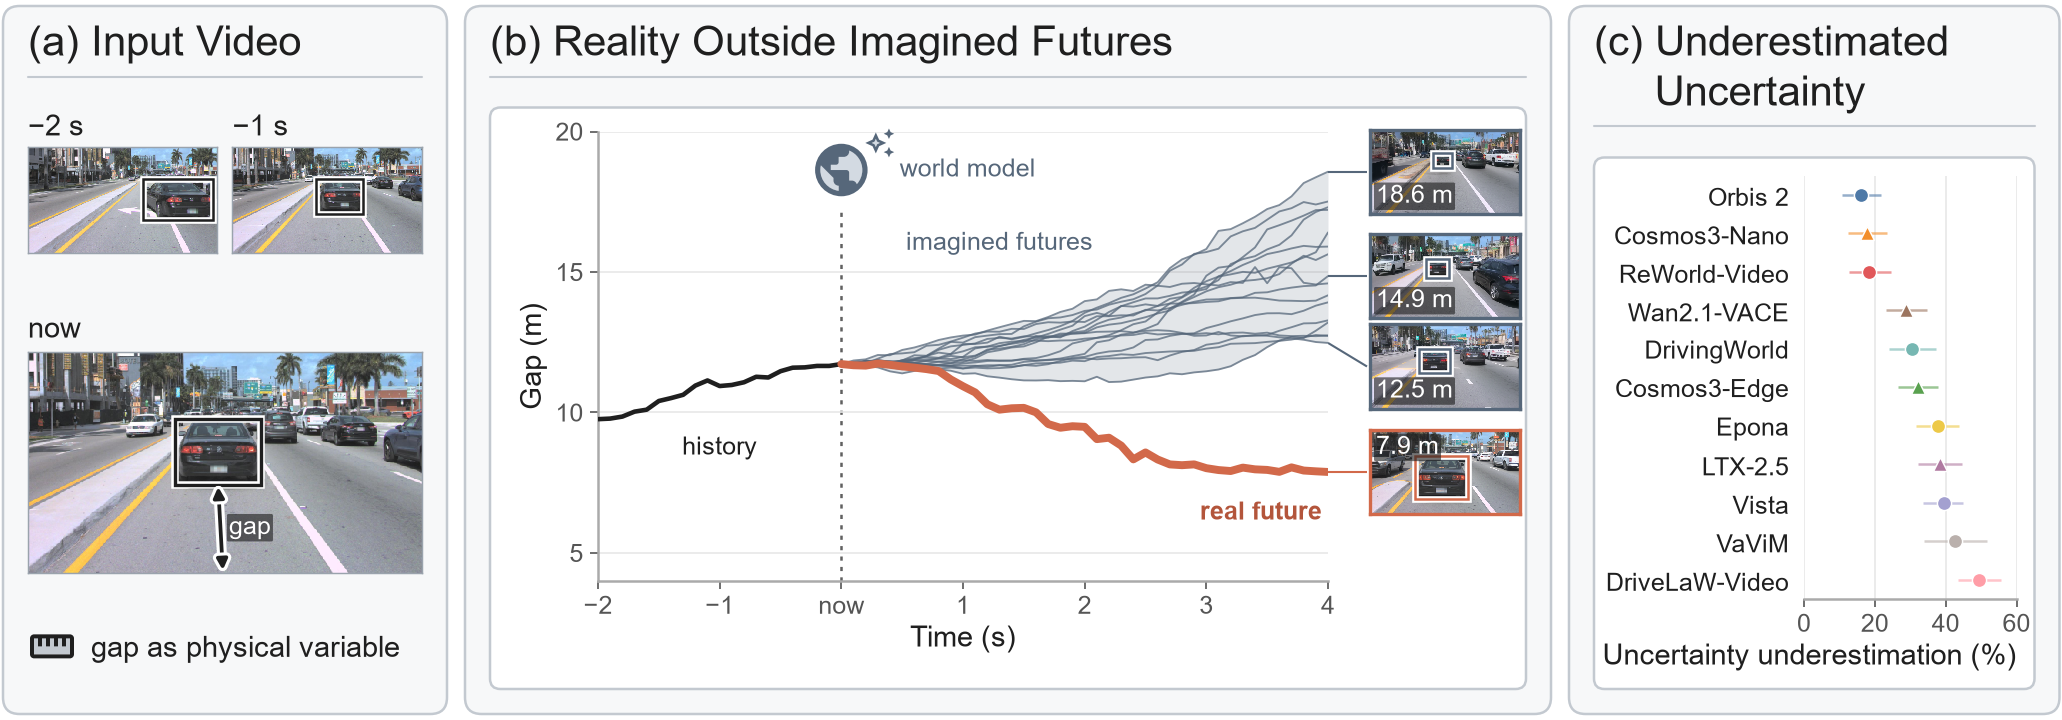 (a) Input Video
−2 s
−1 s
now
gap
gap as physical variable
(b) Reality Outside Imagined Futures
20
15
10
5
Gap (m)
world model
imagined futures
history
real future
18.6 m
14.9 m
12.5 m
7.9 m
−2
−1
now
1
2
3
4
Time (s)
(c) Underestimated
Uncertainty
Orbis 2
Cosmos3-Nano
ReWorld-Video
Wan2.1-VACE
DrivingWorld
Cosmos3-Edge
Epona
LTX-2.5
Vista
VaViM
DriveLaW-Video
0
20
40
60
Uncertainty underestimation (%)